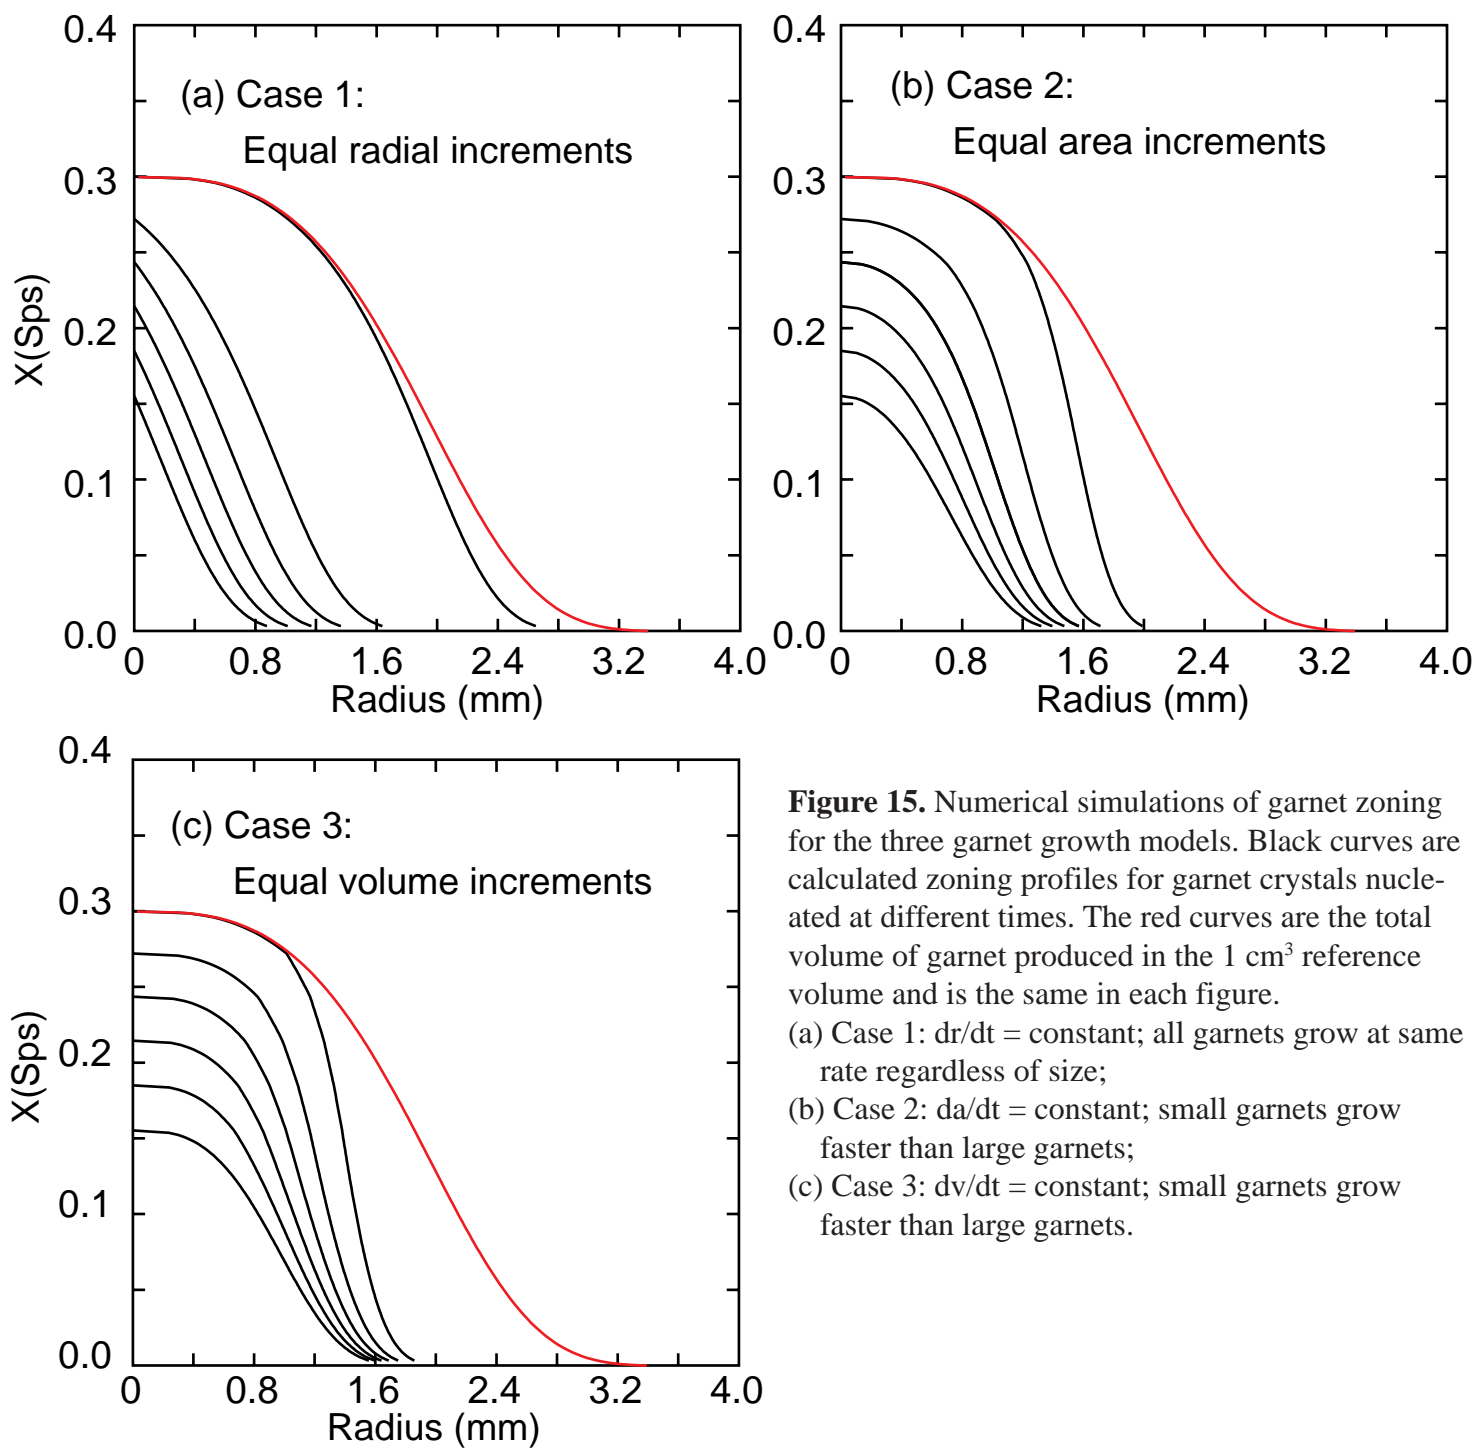 0.4
0.3
0.2
0.1
0.0
X(Sps)
(a) Case 1:
Equal radial increments
0
0.8
1.6
2.4
3.2
4.0
Radius (mm)
0.4
0.3
0.2
0.1
0.0
(b) Case 2:
Equal area increments
0
0.8
1.6
2.4
3.2
4.0
Radius (mm)
0.4
0.3
0.2
0.1
0.0
X(Sps)
(c) Case 3:
Equal volume increments
0
0.8
1.6
2.4
3.2
4.0
Radius (mm)
Figure 15. Numerical simulations of garnet zoning
for the three garnet growth models. Black curves are
calculated zoning profiles for garnet crystals nucle-
ated at different times. The red curves are the total
volume of garnet produced in the 1 cm³ reference
volume and is the same in each figure.
(a) Case 1: dr/dt = constant; all garnets grow at same
rate regardless of size;
(b) Case 2: da/dt = constant; small garnets grow
faster than large garnets;
(c) Case 3: dv/dt = constant; small garnets grow
faster than large garnets.